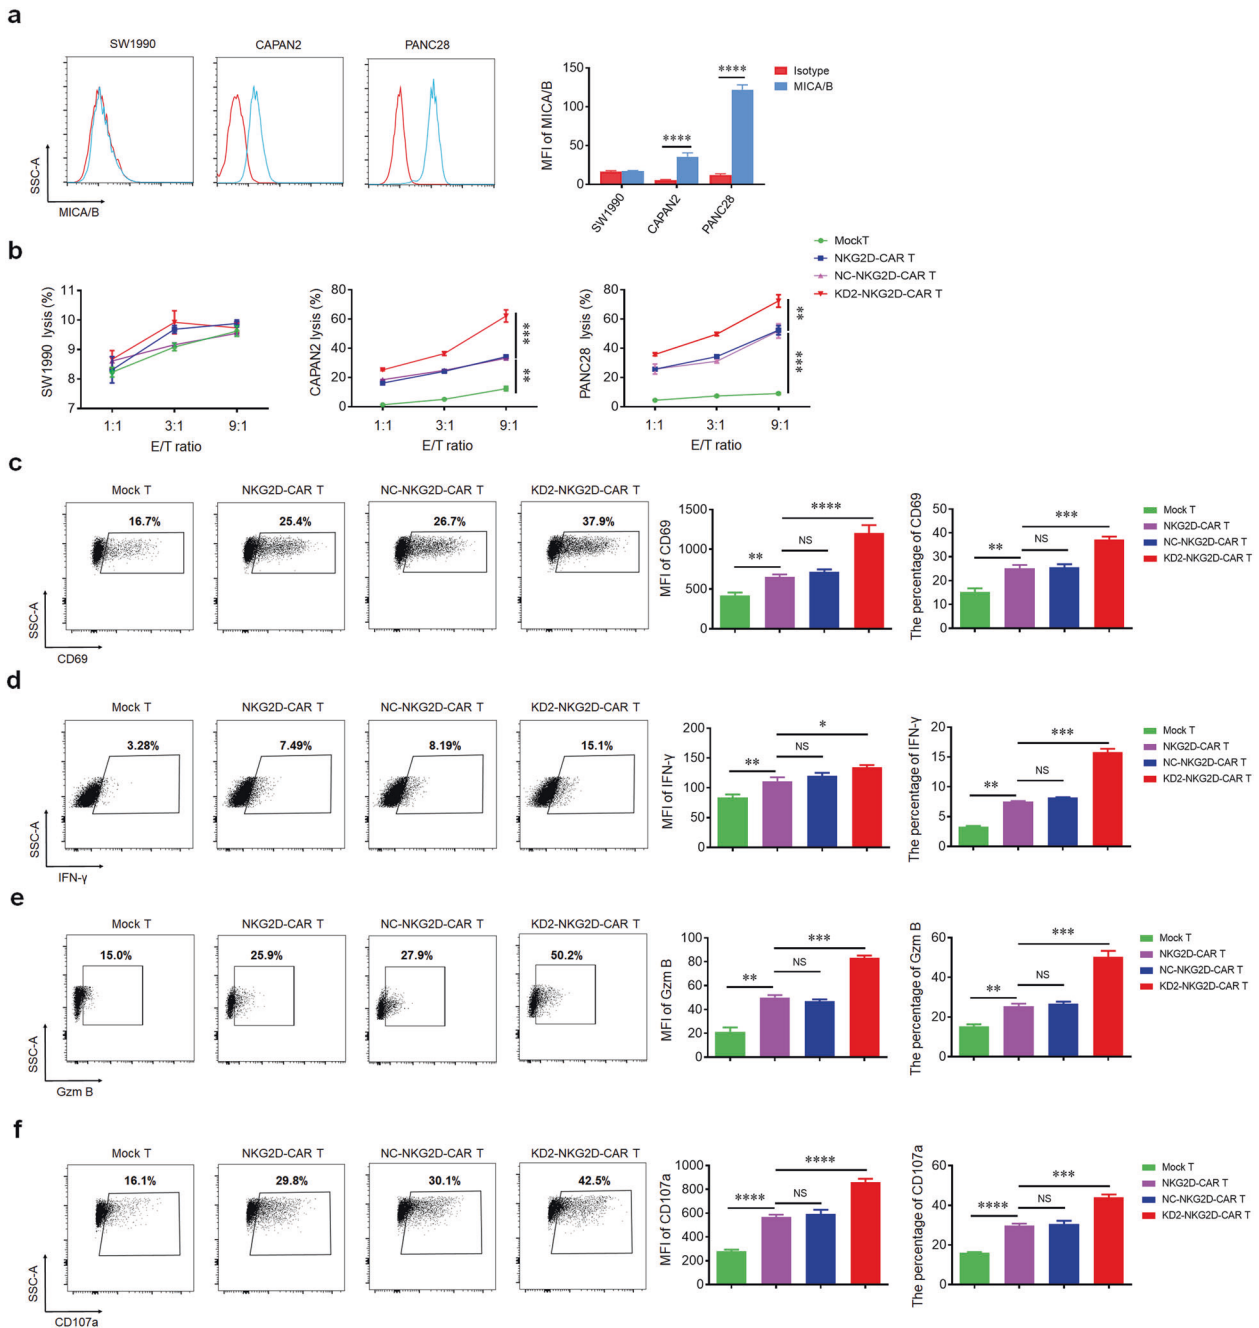 a
SW1990
CAPAN2
PANC28
SSC-A
MICA/B
MFI of MICA/B
150
100
50
0
****
****
SW1990
CAPAN2
PANC28
Isotype
MICA/B
b
MockT
NKG2D-CAR T
NC-NKG2D-CAR T
KD2-NKG2D-CAR T
SW1990 lysis (%)
11
10
9
8
7
1:1
3:1
9:1
E/T ratio
CAPAN2 lysis (%)
80
60
40
20
0
***
**
1:1
3:1
9:1
E/T ratio
PANC28 lysis (%)
80
60
40
20
0
**
***
1:1
3:1
9:1
E/T ratio
c
Mock T
NKG2D-CAR T
NC-NKG2D-CAR T
KD2-NKG2D-CAR T
16.7%
25.4%
26.7%
37.9%
SSC-A
CD69
MFI of CD69
1500
1000
500
0
**
NS
****
The percentage of CD69
50
40
30
20
10
0
**
NS
***
Mock T
NKG2D-CAR T
NC-NKG2D-CAR T
KD2-NKG2D-CAR T
d
Mock T
NKG2D-CAR T
NC-NKG2D-CAR T
KD2-NKG2D-CAR T
3.28%
7.49%
8.19%
15.1%
SSC-A
IFN-γ
MFI of IFN-γ
200
150
100
50
0
**
NS
*
The percentage of IFN-γ
20
15
10
5
0
**
NS
***
Mock T
NKG2D-CAR T
NC-NKG2D-CAR T
KD2-NKG2D-CAR T
e
Mock T
NKG2D-CAR T
NC-NKG2D-CAR T
KD2-NKG2D-CAR T
15.0%
25.9%
27.9%
50.2%
SSC-A
Gzm B
MFI of Gzm B
100
80
60
40
20
0
**
NS
***
The percentage of Gzm B
60
40
20
0
**
NS
***
Mock T
NKG2D-CAR T
NC-NKG2D-CAR T
KD2-NKG2D-CAR T
f
Mock T
NKG2D-CAR T
NC-NKG2D-CAR T
KD2-NKG2D-CAR T
16.1%
29.8%
30.1%
42.5%
SSC-A
CD107a
MFI of CD107a
1000
800
600
400
200
0
****
NS
****
The percentage of CD107a
60
40
20
0
****
NS
***
Mock T
NKG2D-CAR T
NC-NKG2D-CAR T
KD2-NKG2D-CAR T